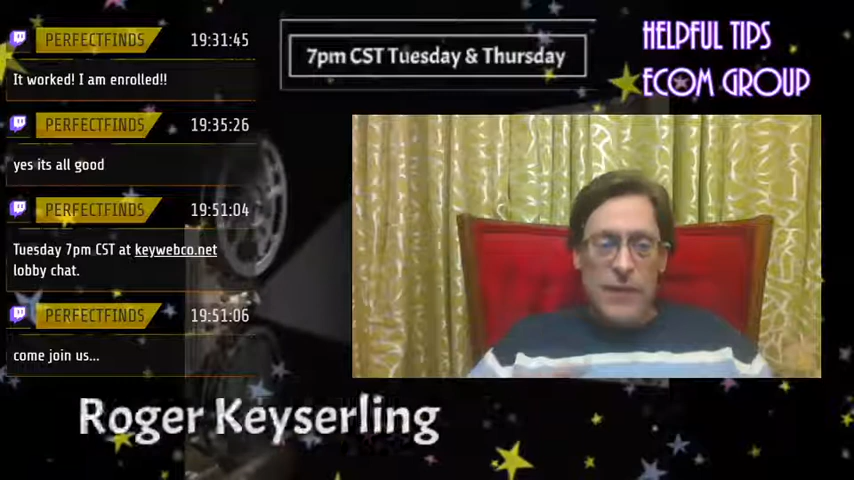 PERFECTFINDS 19:31:45
It worked! I am enrolled!!
PERFECTFINDS 19:35:26
yes its all good
PERFECTFINDS 19:51:04
Tuesday 7pm CST at keywebco.net
lobby chat.
PERFECTFINDS 19:51:06
come join us...
7pm CST Tuesday & Thursday
HELPFUL TIPS
ECOM GROUP
Roger Keyserling